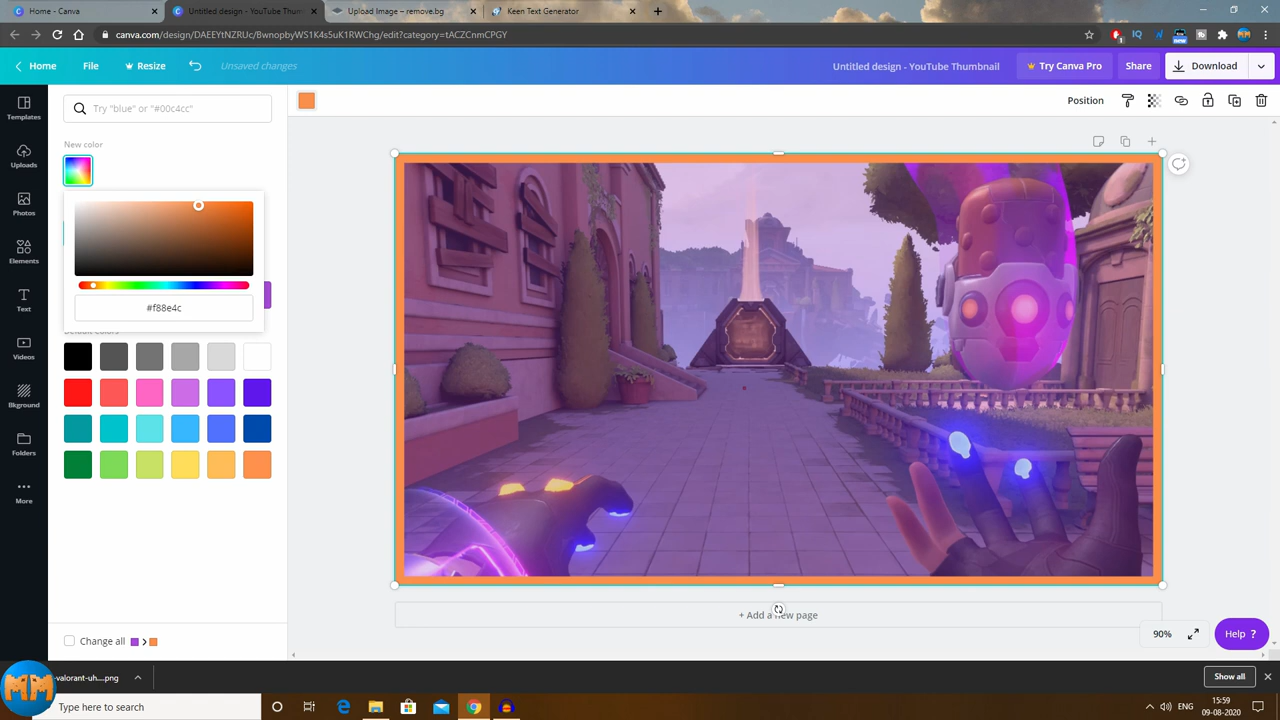 Home - Canva
Untitled design - YouTube Thum
Upload Image – remove.bg
Keen Text Generator
canva.com/design/DAEEYtNZRUc/BwnopbyWS1K4s5uK1RWChg/edit?category=tACZCnmCPGY
Home
File
Resize
Unsaved changes
Untitled design - YouTube Thumbnail
Try Canva Pro
Share
Download
Try "blue" or "#00c4cc"
Position
Templates
New color
Uploads
Photos
Elements
Text
#f88e4c
Default Colors
Videos
Bkground
Folders
More
+ Add a new page
Change all
90%
Help ?
-valorant-uh....png
Show all
MM
Type here to search
ENG
15:59
09-08-2020